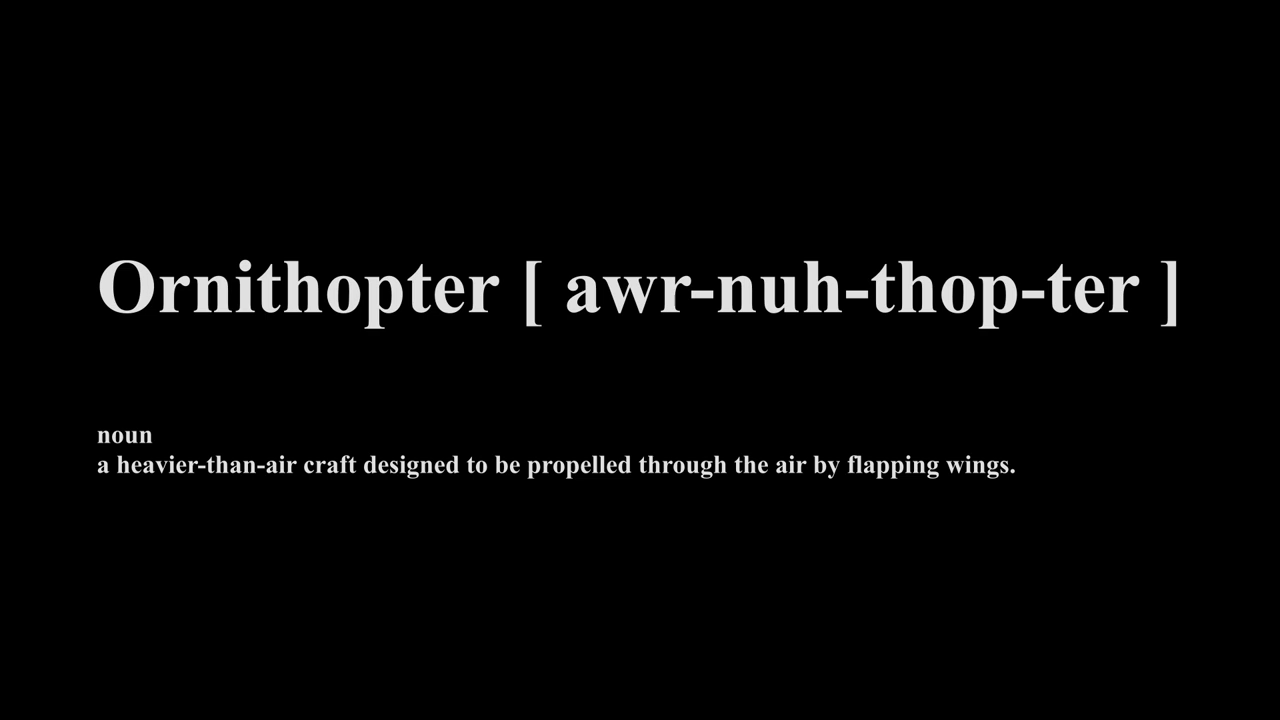 Ornithopter [ awr-nuh-thop-ter ]
noun
a heavier-than-air craft designed to be propelled through the air by flapping wings.